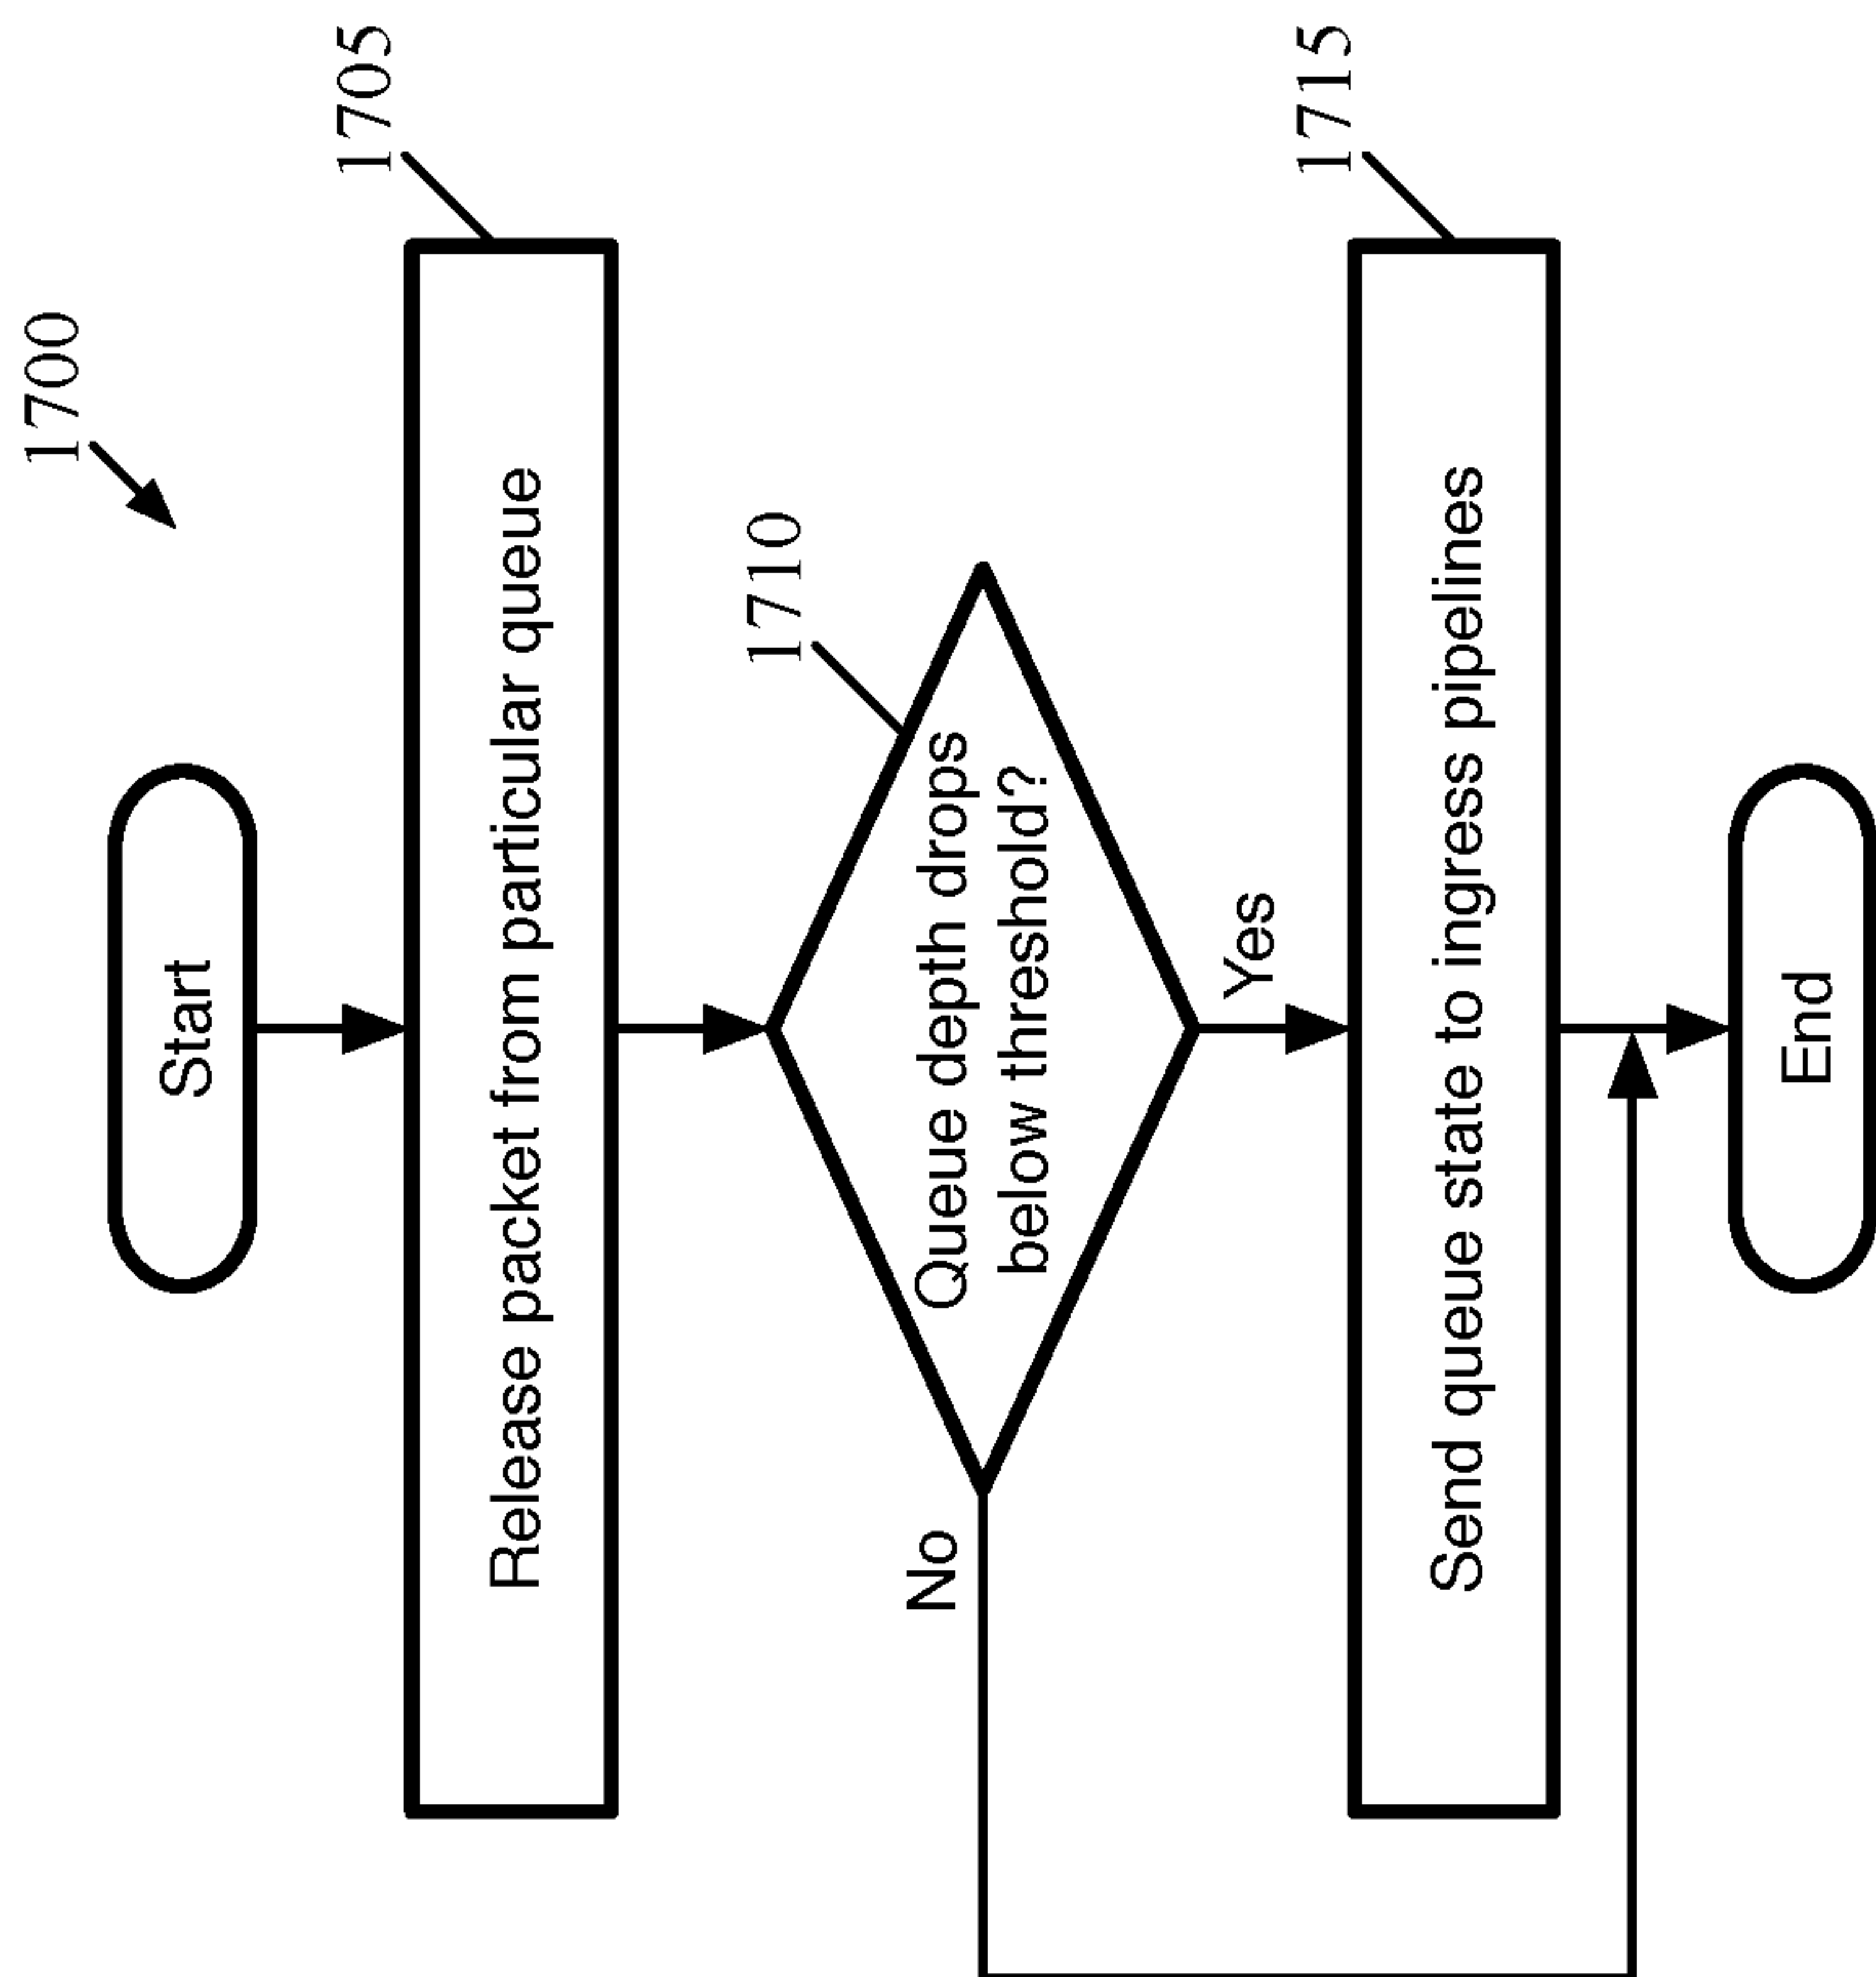 1700
Start
1705
Release packet from particular queue
1710
Queue depth drops
below threshold?
No
Yes
1715
Send queue state to ingress pipelines
End